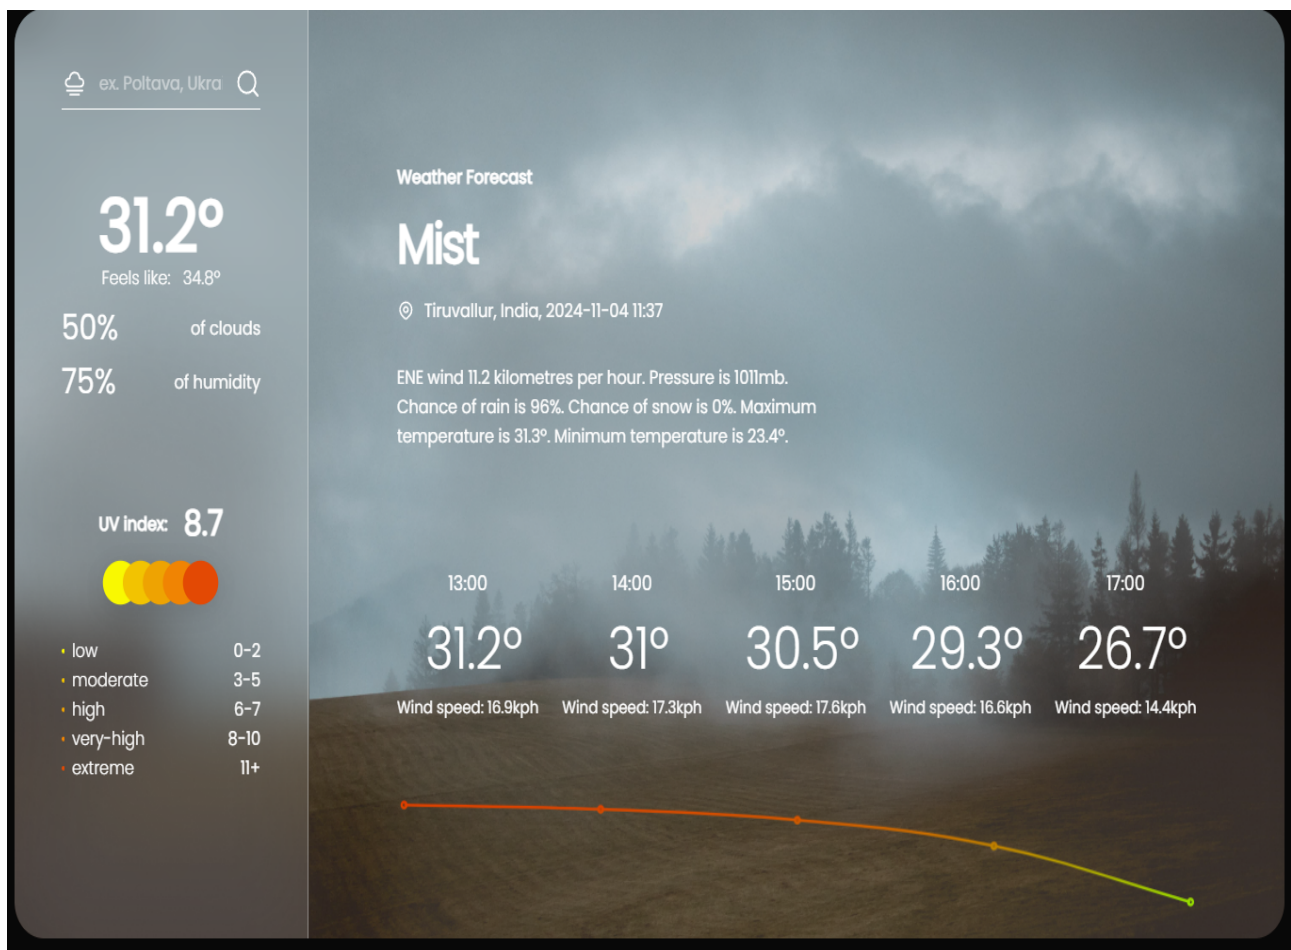 ex. Poltava, Ukra
31.2°
Feels like: 34.8°
50% of clouds
75% of humidity
UV index: 8.7
low 0-2
moderate 3-5
high 6-7
very-high 8-10
extreme 11+
Weather Forecast
Mist
Tiruvallur, India, 2024-11-04 11:37
ENE wind 11.2 kilometres per hour. Pressure is 1011mb.
Chance of rain is 96%. Chance of snow is 0%. Maximum
temperature is 31.3°. Minimum temperature is 23.4°.
13:00 14:00 15:00 16:00 17:00
31.2° 31° 30.5° 29.3° 26.7°
Wind speed: 16.9kph Wind speed: 17.3kph Wind speed: 17.6kph Wind speed: 16.6kph Wind speed: 14.4kph